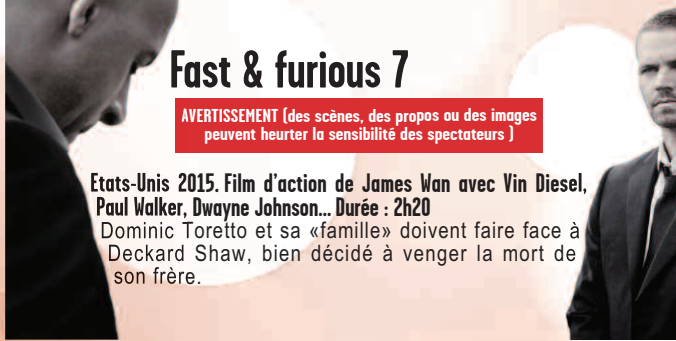 Fast & furious 7
AVERTISSEMENT (des scènes, des propos ou des images
peuvent heurter la sensibilité des spectateurs )
Etats-Unis 2015. Film d'action de James Wan avec Vin Diesel,
Paul Walker, Dwayne Johnson... Durée : 2h20
Dominic Toretto et sa «famille» doivent faire face à
Deckard Shaw, bien décidé à venger la mort de
son frère.